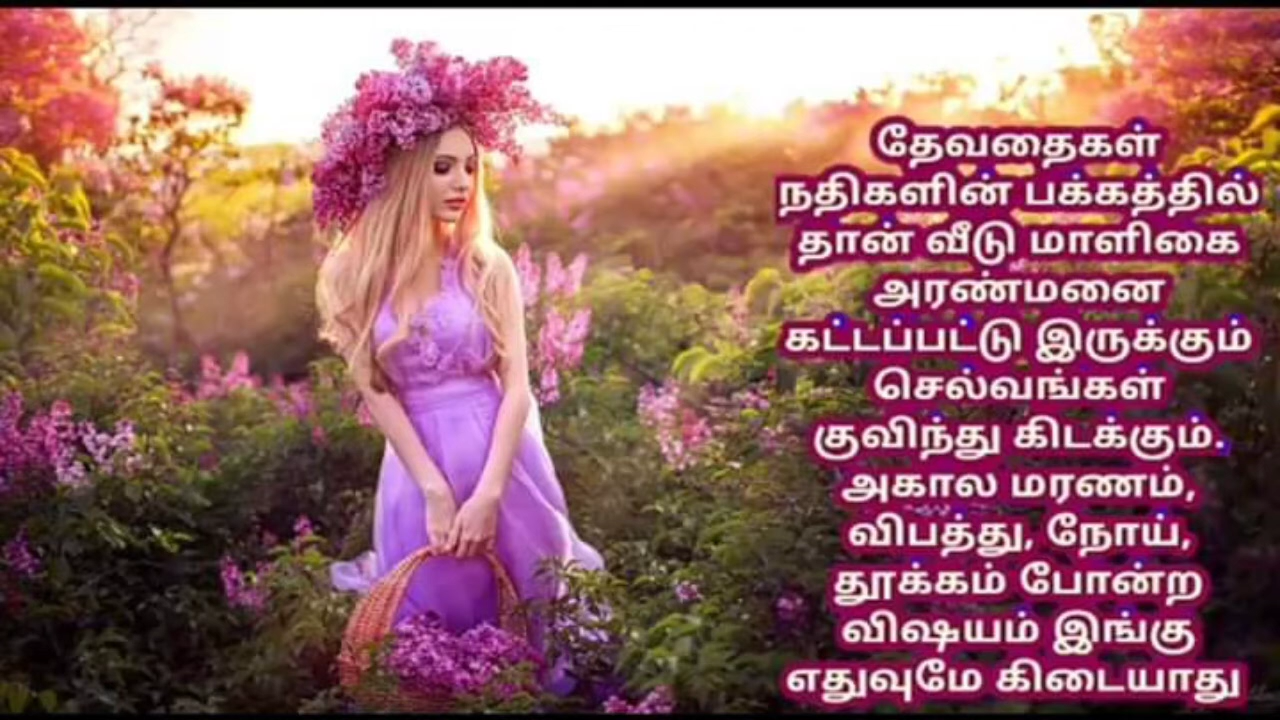 தேவதைகள்
நதிகளின் பக்கத்தில்
தான் வீடு மாளிகை
அரண்மனை
கட்டப்பட்டு இருக்கும்
செல்வங்கள்
குவிந்து கிடக்கும்.
அகால மரணம்,
விபத்து, நோய்,
தூக்கம் போன்ற
விஷயம் இங்கு
எதுவுமே கிடையாது